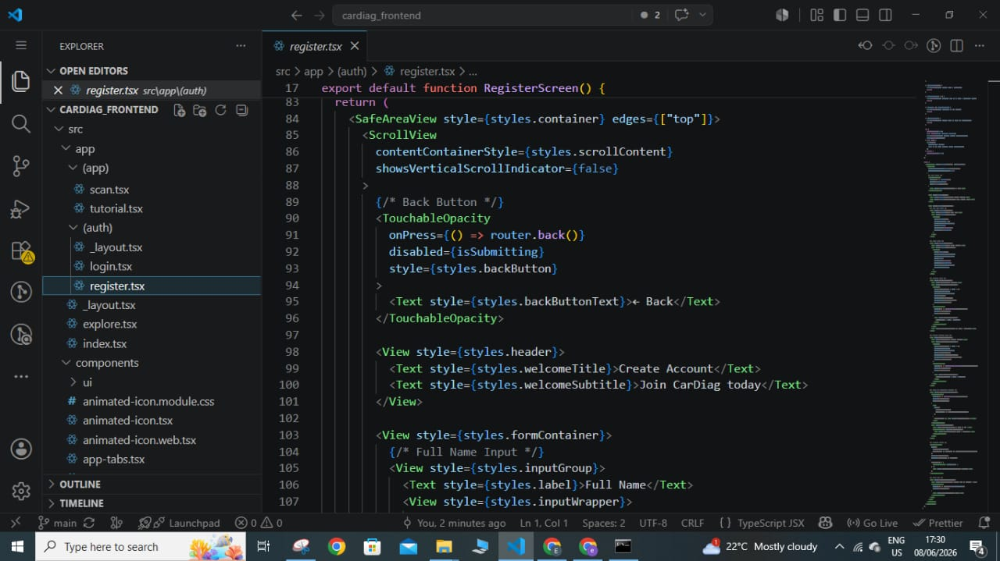 cardiag_frontend
2
EXPLORER
OPEN EDITORS
register.tsx src\app\(auth)
CARDIAG_FRONTEND
src
app
(app)
scan.tsx
tutorial.tsx
(auth)
_layout.tsx
login.tsx
register.tsx
_layout.tsx
explore.tsx
index.tsx
components
ui
# animated-icon.module.css
animated-icon.tsx
animated-icon.web.tsx
app-tabs.tsx
OUTLINE
TIMELINE
register.tsx
src > app > (auth) > register.tsx > ...
17 export default function RegisterScreen() {
83 return (
84 <SafeAreaView style={styles.container} edges={["top"]}>
85 <ScrollView
86 contentContainerStyle={styles.scrollContent}
87 showsVerticalScrollIndicator={false}
88 >
89 {/* Back Button */}
90 <TouchableOpacity
91 onPress={() => router.back()}
92 disabled={isSubmitting}
93 style={styles.backButton}
94 >
95 <Text style={styles.backButtonText}>← Back</Text>
96 </TouchableOpacity>
97
98 <View style={styles.header}>
99 <Text style={styles.welcomeTitle}>Create Account</Text>
100 <Text style={styles.welcomeSubtitle}>Join CarDiag today</Text>
101 </View>
102
103 <View style={styles.formContainer}>
104 {/* Full Name Input */}
105 <View style={styles.inputGroup}>
106 <Text style={styles.label}>Full Name</Text>
107 <View style={styles.inputWrapper}>
main Launchpad 0 0 You, 2 minutes ago Ln 1, Col 1 Spaces: 2 UTF-8 CRLF {} TypeScript JSX Go Live Prettier
Type here to search
1 22°C Mostly cloudy
ENG
US
17:30
08/06/2026
4